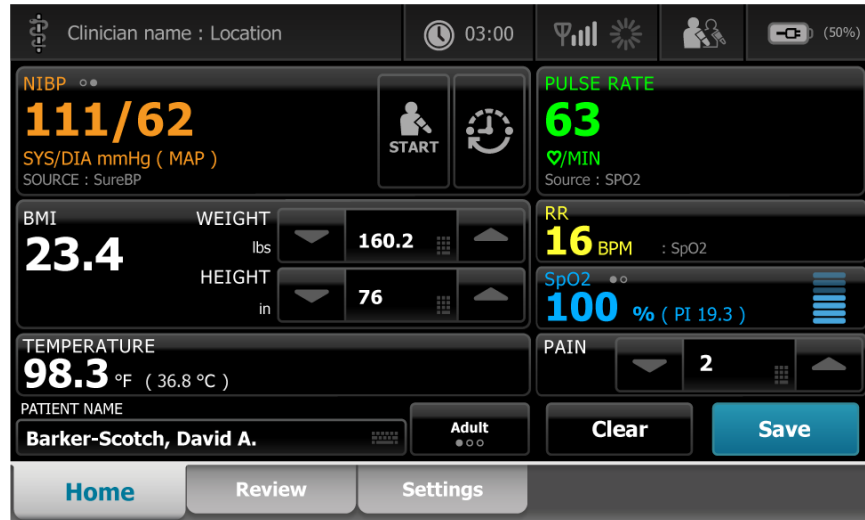 Clinician name : Location
03:00
(50%)
NIBP
111/62
SYS/DIA mmHg ( MAP )
SOURCE : SureBP
START
PULSE RATE
63
/MIN
Source : SPO2
BMI
23.4
WEIGHT
lbs
160.2
HEIGHT
in
76
RR
16 BPM : SpO2
SpO2
100 % ( PI 19.3 )
TEMPERATURE
98.3 °F ( 36.8 °C )
PAIN
2
PATIENT NAME
Barker-Scotch, David A.
Adult
Clear
Save
Home
Review
Settings